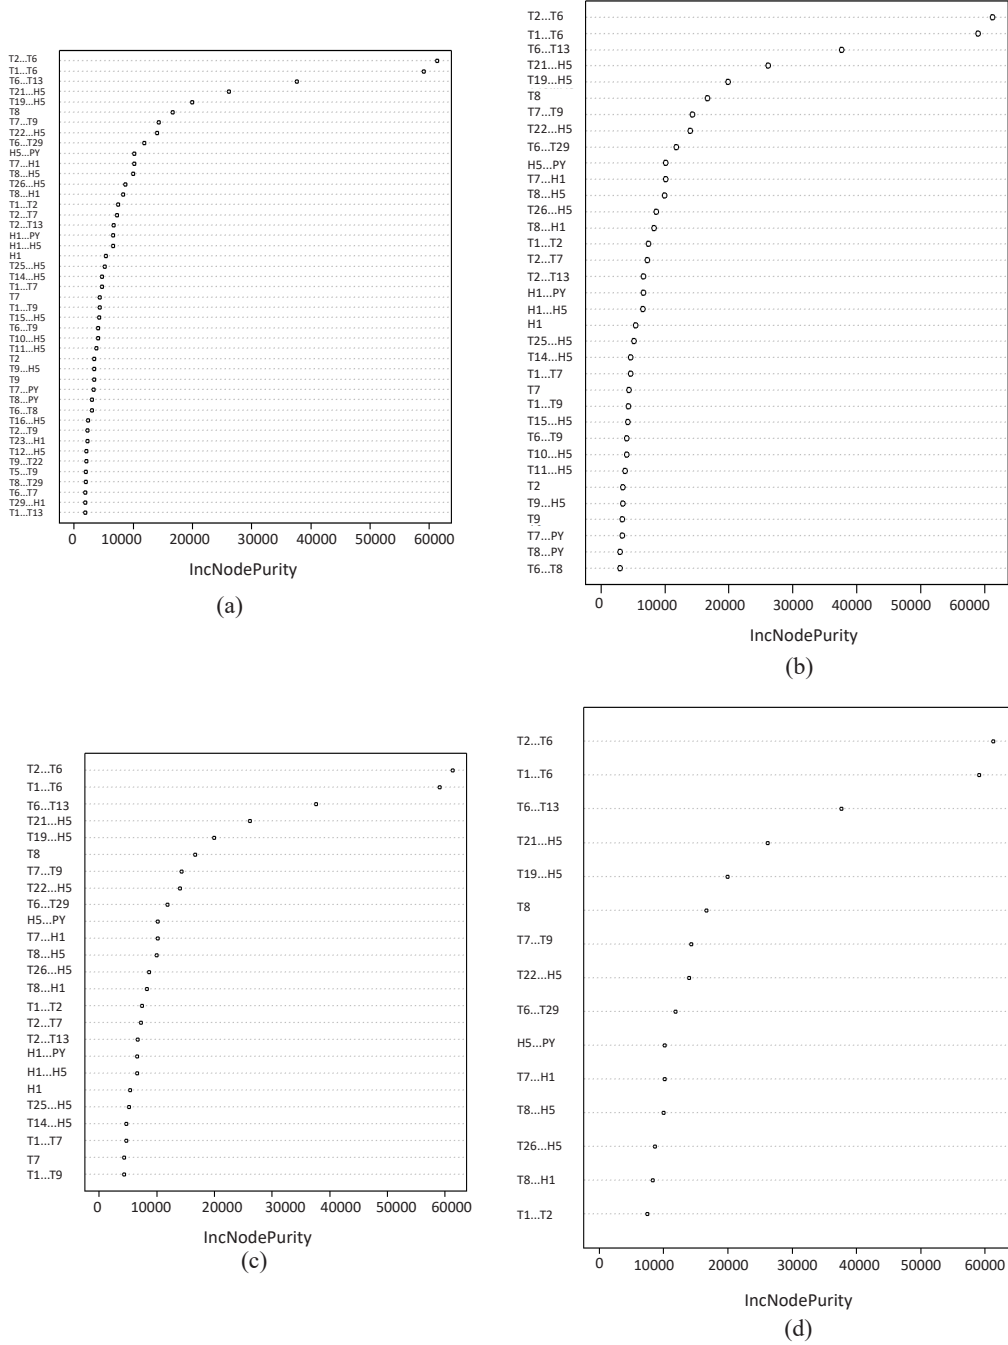 T2...T6
T1...T6
T6...T13
T21...H5
T19...H5
T8
T7...T9
T22...H5
T6...T29
H5...PY
T7...H1
T8...H5
T26...H5
T8...H1
T1...T2
T2...T7
T2...T13
H1...PY
H1...H5
H1
T25...H5
T14...H5
T1...T7
T7
T1...T9
T15...H5
T6...T9
T10...H5
T11...H5
T2
T9...H5
T9
T7...PY
T8...PY
T6...T8
T16...H5
T2...T9
T23...H1
T12...H5
T9...T22
T5...T9
T8...T29
T6...T7
T29...H1
T1...T13
0 10000 20000 30000 40000 50000 60000
IncNodePurity
(a)
T2...T6
T1...T6
T6...T13
T21...H5
T19...H5
T8
T7...T9
T22...H5
T6...T29
H5...PY
T7...H1
T8...H5
T26...H5
T8...H1
T1...T2
T2...T7
T2...T13
H1...PY
H1...H5
H1
T25...H5
T14...H5
T1...T7
T7
T1...T9
T15...H5
T6...T9
T10...H5
T11...H5
T2
T9...H5
T9
T7...PY
T8...PY
T6...T8
0 10000 20000 30000 40000 50000 60000
IncNodePurity
(b)
T2...T6
T1...T6
T6...T13
T21...H5
T19...H5
T8
T7...T9
T22...H5
T6...T29
H5...PY
T7...H1
T8...H5
T26...H5
T8...H1
T1...T2
T2...T7
T2...T13
H1...PY
H1...H5
H1
T25...H5
T14...H5
T1...T7
T7
T1...T9
0 10000 20000 30000 40000 50000 60000
IncNodePurity
(c)
T2...T6
T1...T6
T6...T13
T21...H5
T19...H5
T8
T7...T9
T22...H5
T6...T29
H5...PY
T7...H1
T8...H5
T26...H5
T8...H1
T1...T2
0 10000 20000 30000 40000 50000 60000
IncNodePurity
(d)